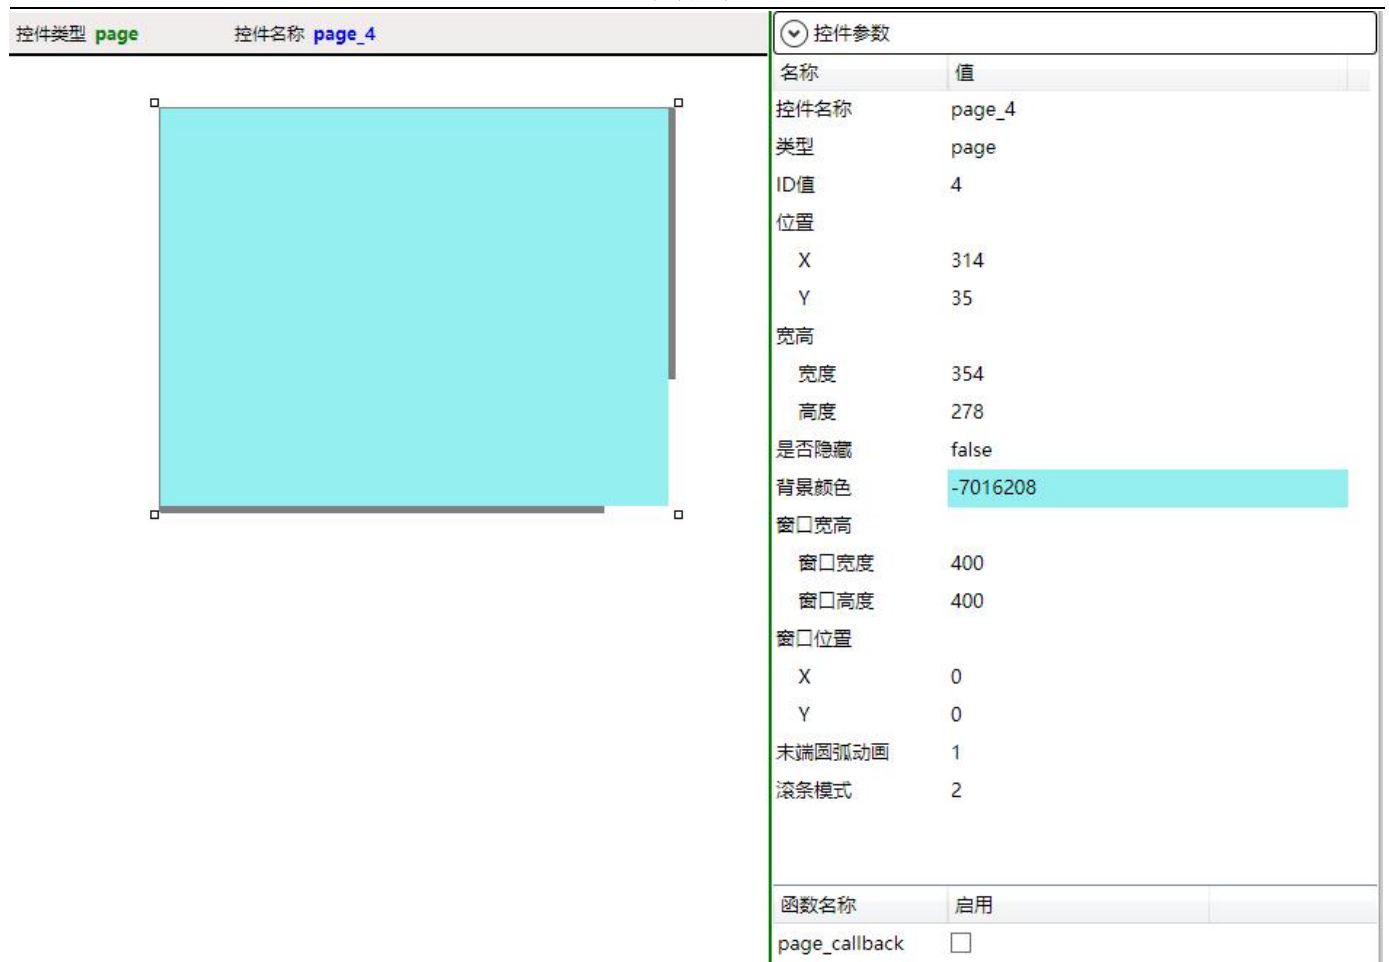 控件类型 page 控件名称 page_4
控件参数
名称 值
控件名称 page_4
类型 page
ID值 4
位置
X 314
Y 35
宽高
宽度 354
高度 278
是否隐藏 false
背景颜色 -7016208
窗口宽高
窗口宽度 400
窗口高度 400
窗口位置
X 0
Y 0
末端圆弧动画 1
滚条模式 2
函数名称 启用
page_callback